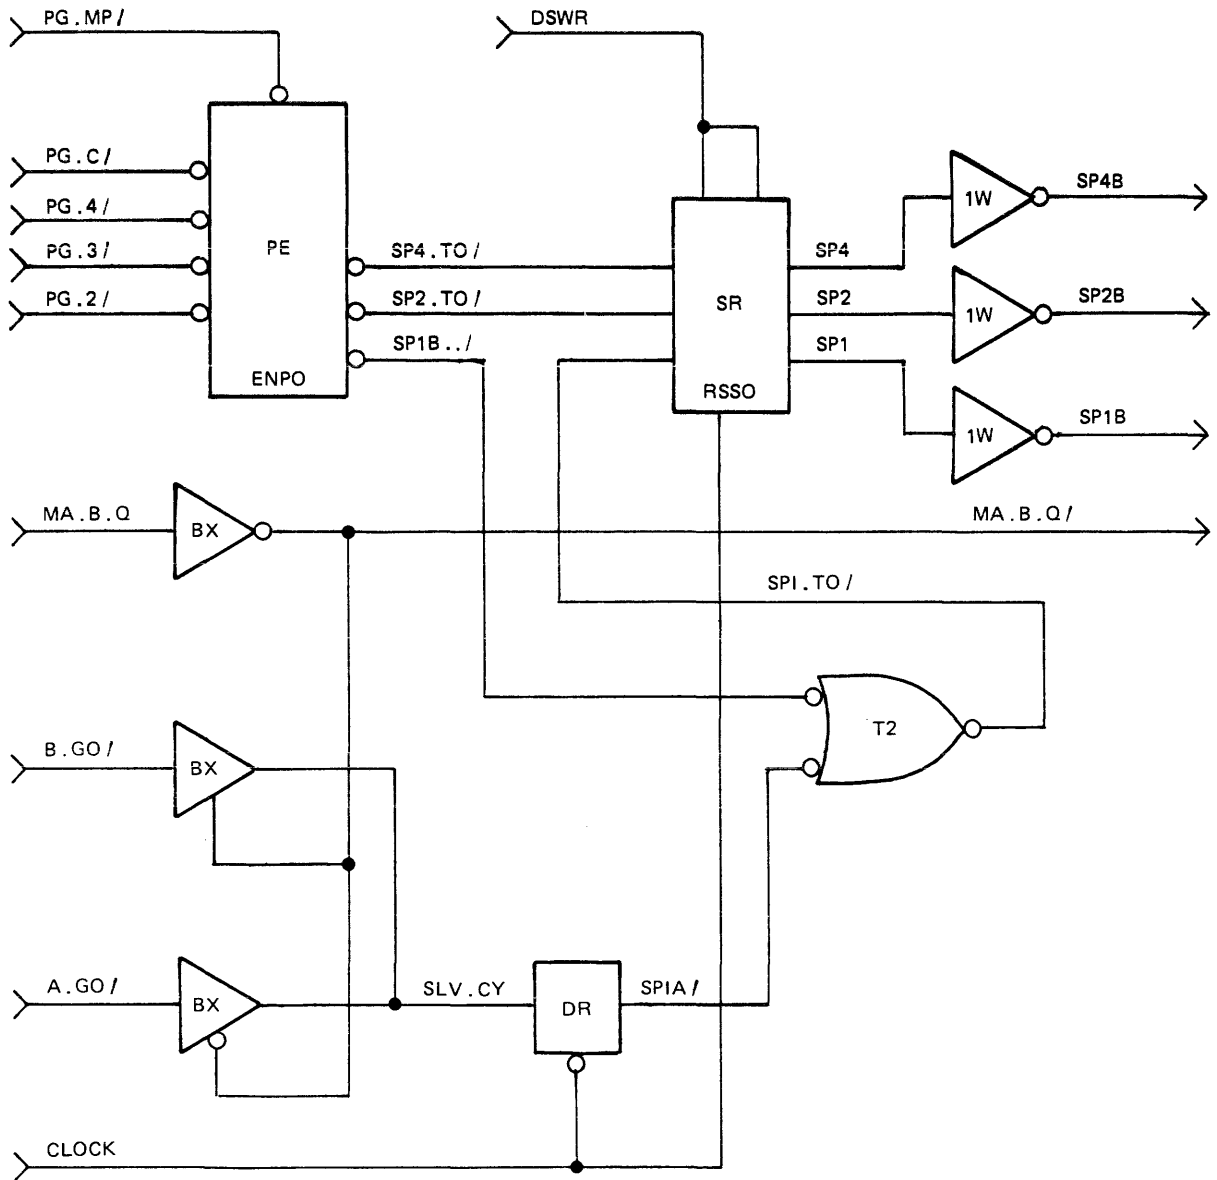 PG.MP/
DSWR
PG.C/
PG.4/
PG.3/
PG.2/
PE
ENPO
SP4.TO/
SP2.TO/
SP1B../
SR
RSSO
SP4
SP2
SP1
1W
SP4B
1W
SP2B
1W
SP1B
MA.B.Q
BX
MA.B.Q/
SPI.TO/
T2
B.GO/
BX
A.GO/
BX
SLV.CY
DR
SPIA/
CLOCK